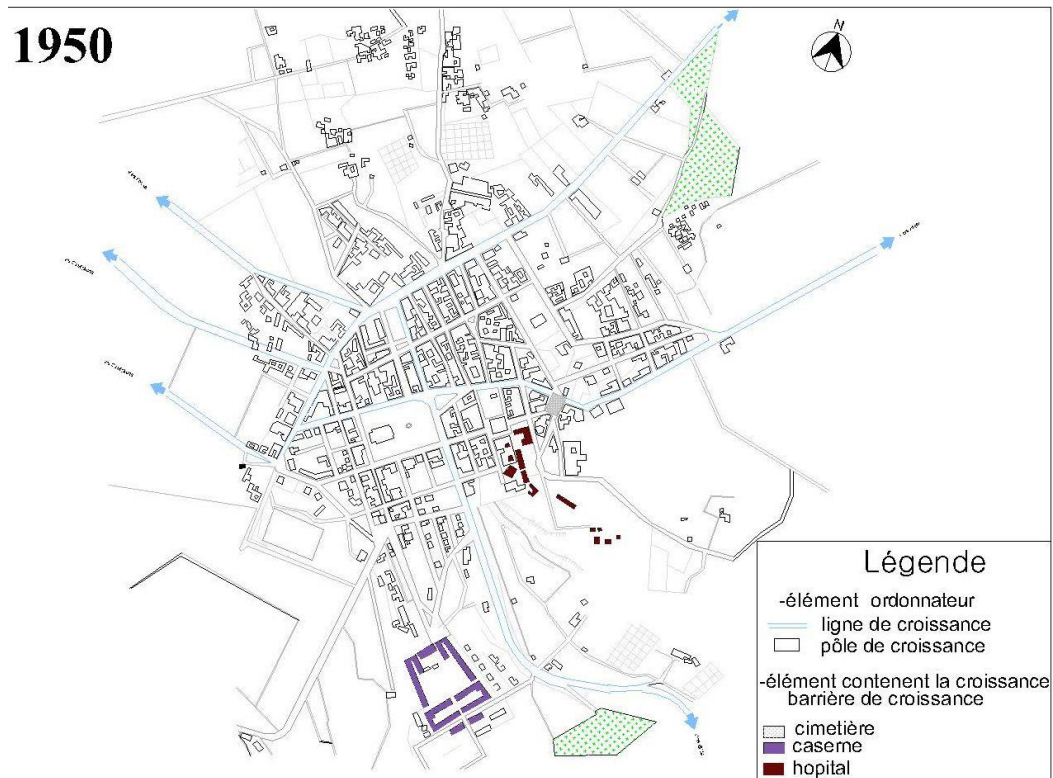 1950
N
Légende
-élément ordonnateur
ligne de croissance
pôle de croissance
-élément contenent la croissance
barrière de croissance
cimetière
caserne
hopital